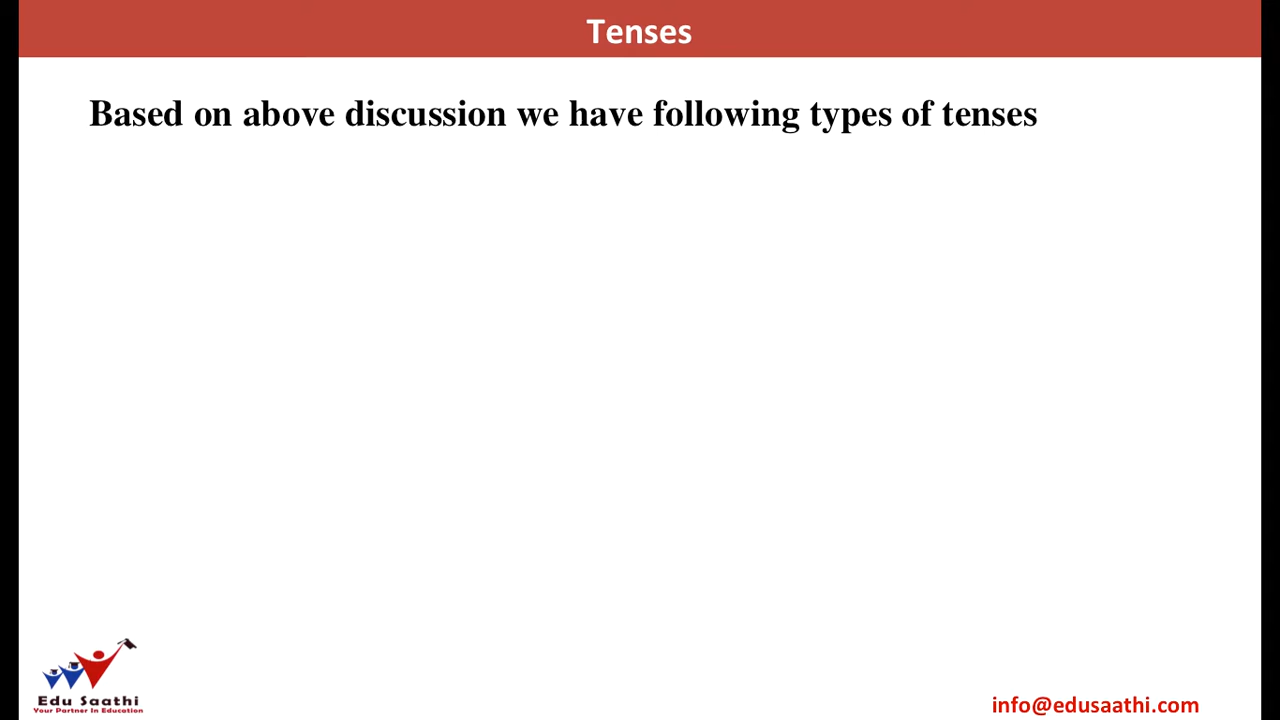 Tenses
Based on above discussion we have following types of tenses
Edu Saathi
Your Partner In Education
info@edusaathi.com